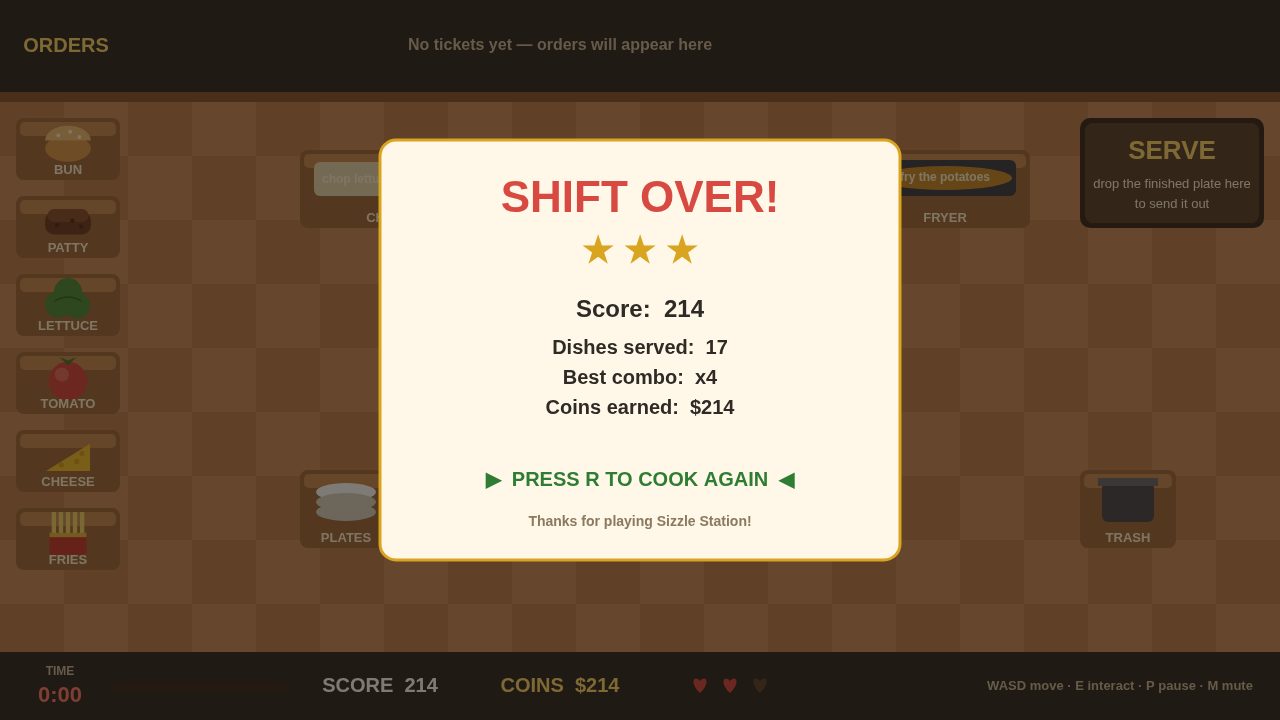 ORDERS
No tickets yet — orders will appear here
BUN
PATTY
LETTUCE
TOMATO
CHEESE
FRIES
chop lettu
CH
PLATES
SHIFT OVER!
★ ★ ★
Score: 214
Dishes served: 17
Best combo: x4
Coins earned: $214
▶ PRESS R TO COOK AGAIN ◀
Thanks for playing Sizzle Station!
fry the potatoes
FRYER
SERVE
drop the finished plate here
to send it out
TRASH
TIME
0:00
SCORE 214
COINS $214
WASD move · E interact · P pause · M mute